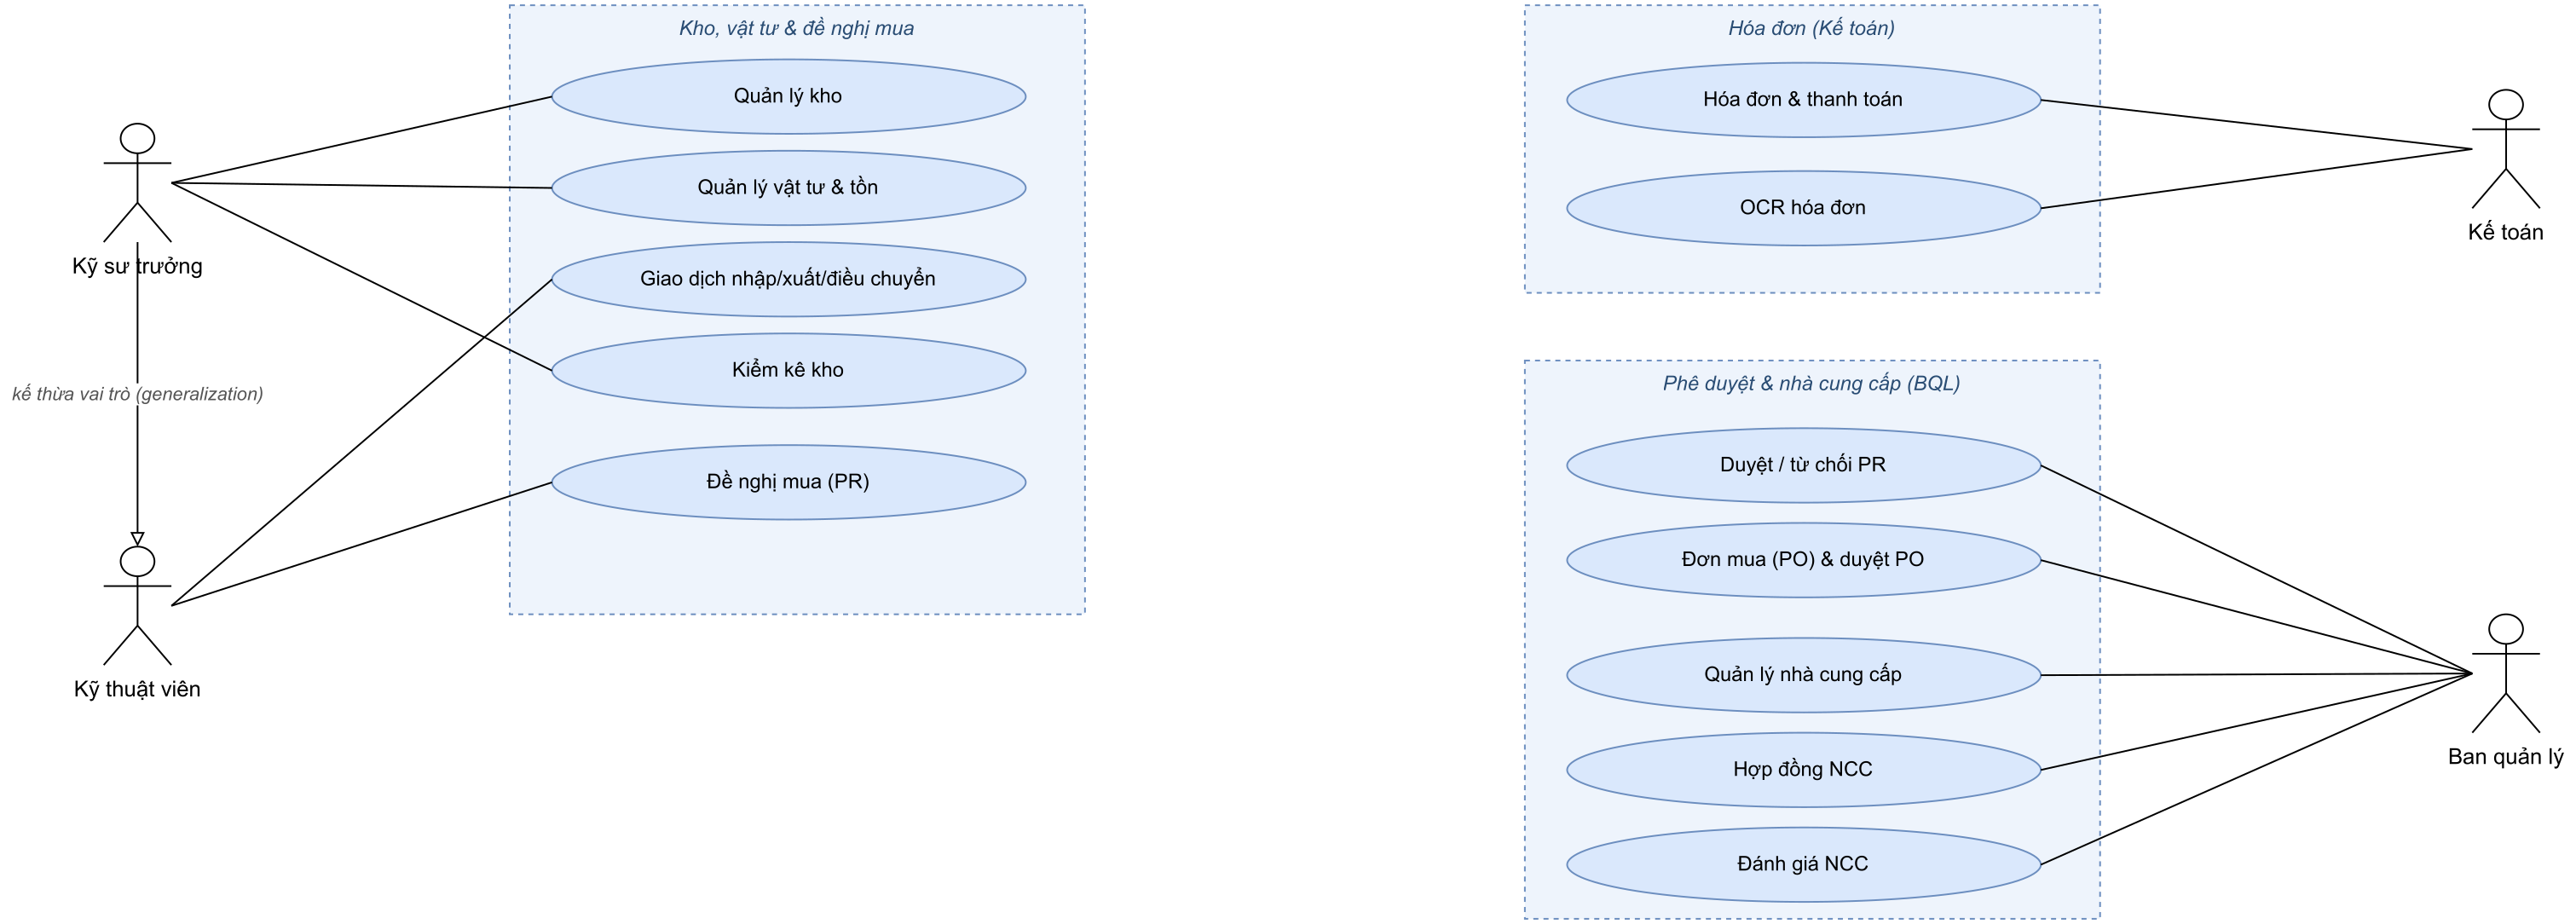 Kho, vật tư & đề nghị mua
Quản lý kho
Quản lý vật tư & tồn
Giao dịch nhập/xuất/điều chuyển
Kiểm kê kho
Đề nghị mua (PR)
Kỹ sư trưởng
kế thừa vai trò (generalization)
Kỹ thuật viên
Hóa đơn (Kế toán)
Hóa đơn & thanh toán
OCR hóa đơn
Kế toán
Phê duyệt & nhà cung cấp (BQL)
Duyệt / từ chối PR
Đơn mua (PO) & duyệt PO
Quản lý nhà cung cấp
Hợp đồng NCC
Đánh giá NCC
Ban quản lý